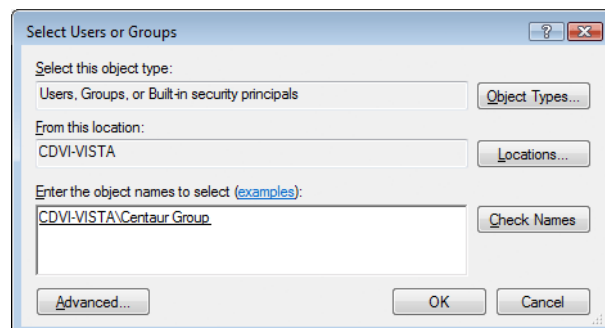 Select Users or Groups
Select this object type:
Users, Groups, or Built-in security principals
Object Types...
From this location:
CDVI-VISTA
Locations...
Enter the object names to select (examples):
CDVI-VISTA\Centaur Group
Check Names
Advanced...
OK
Cancel